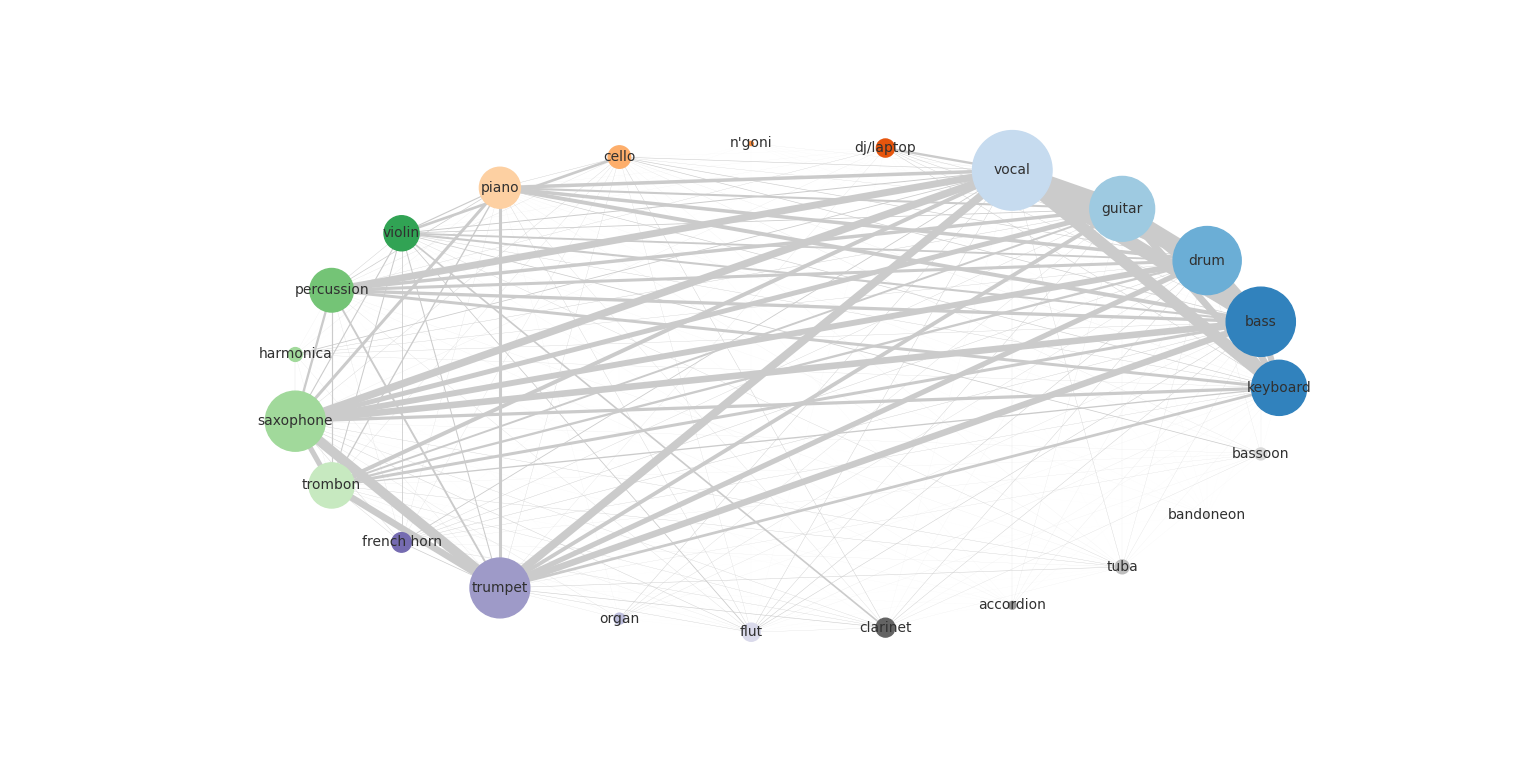 n'goni
dj/laptop
cello
vocal
piano
guitar
violin
drum
percussion
bass
harmonica
keyboard
saxophone
bassoon
trombon
bandoneon
french horn
tuba
trumpet
accordion
organ
clarinet
flut